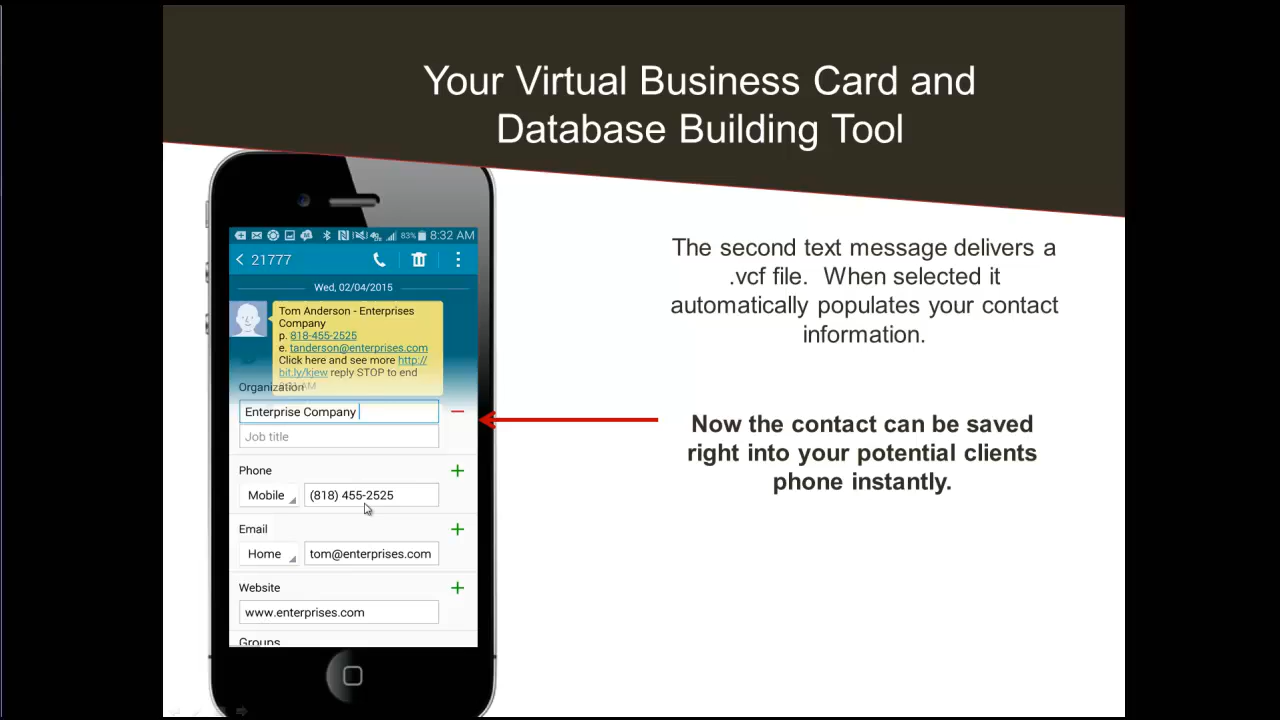 Your Virtual Business Card and
Database Building Tool
83% 8:32 AM
21777
Wed, 02/04/2015
Tom Anderson - Enterprises
Company
p. 818-455-2525
e. tanderson@enterprises.com
Click here and see more http://
bit.ly/kjew reply STOP to end
AM
Organization
Enterprise Company
Job title
Phone
Mobile (818) 455-2525
Email
Home tom@enterprises.com
Website
www.enterprises.com
Groups
The second text message delivers a
.vcf file. When selected it
automatically populates your contact
information.
Now the contact can be saved
right into your potential clients
phone instantly.